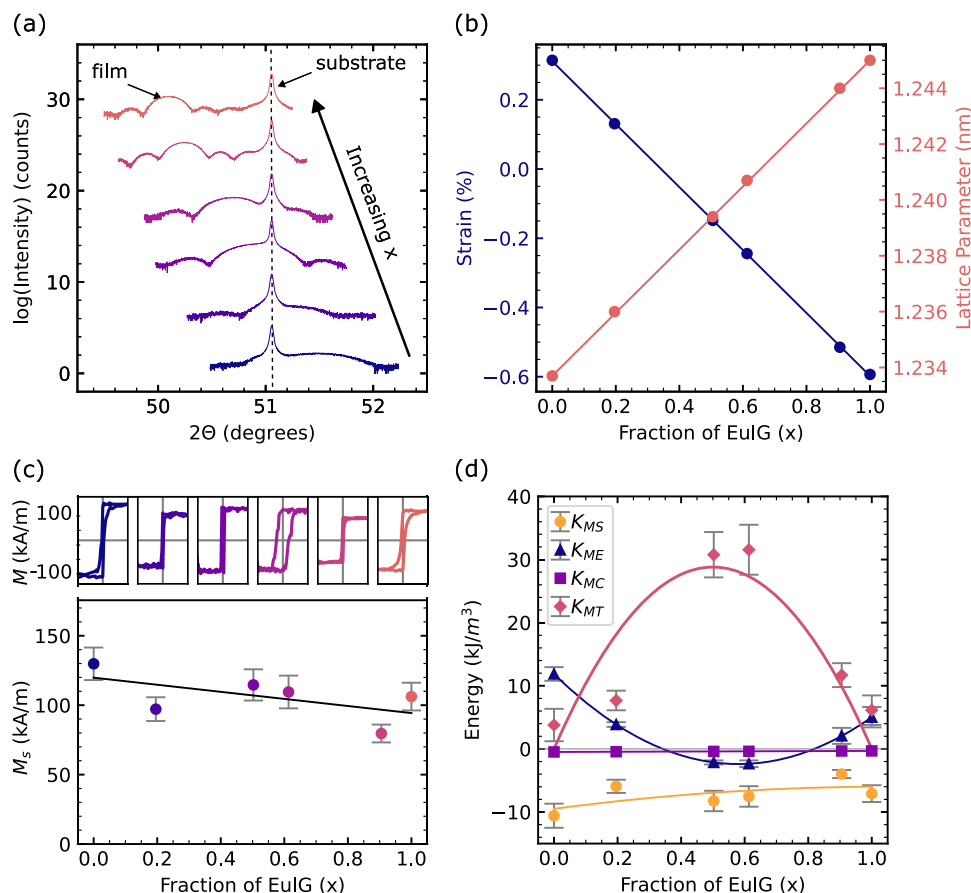 (a)
film
substrate
Increasing x
log(Intensity) (counts)
30
20
10
0
50
51
52
2Θ (degrees)
(b)
Strain (%)
0.2
0.0
−0.2
−0.4
−0.6
1.244
1.242
1.240
1.239
1.236
1.234
Lattice Parameter (nm)
0.0
0.2
0.4
0.6
0.8
1.0
Fraction of EuIG (x)
(c)
M (kA/m)
100
-100
Ms (kA/m)
150
100
50
0
0.0
0.2
0.4
0.6
0.8
1.0
Fraction of EuIG (x)
(d)
Energy (kJ/m³)
40
30
20
10
0
−10
K_MS
K_ME
K_MC
K_MT
0.0
0.2
0.4
0.6
0.8
1.0
Fraction of EuIG (x)